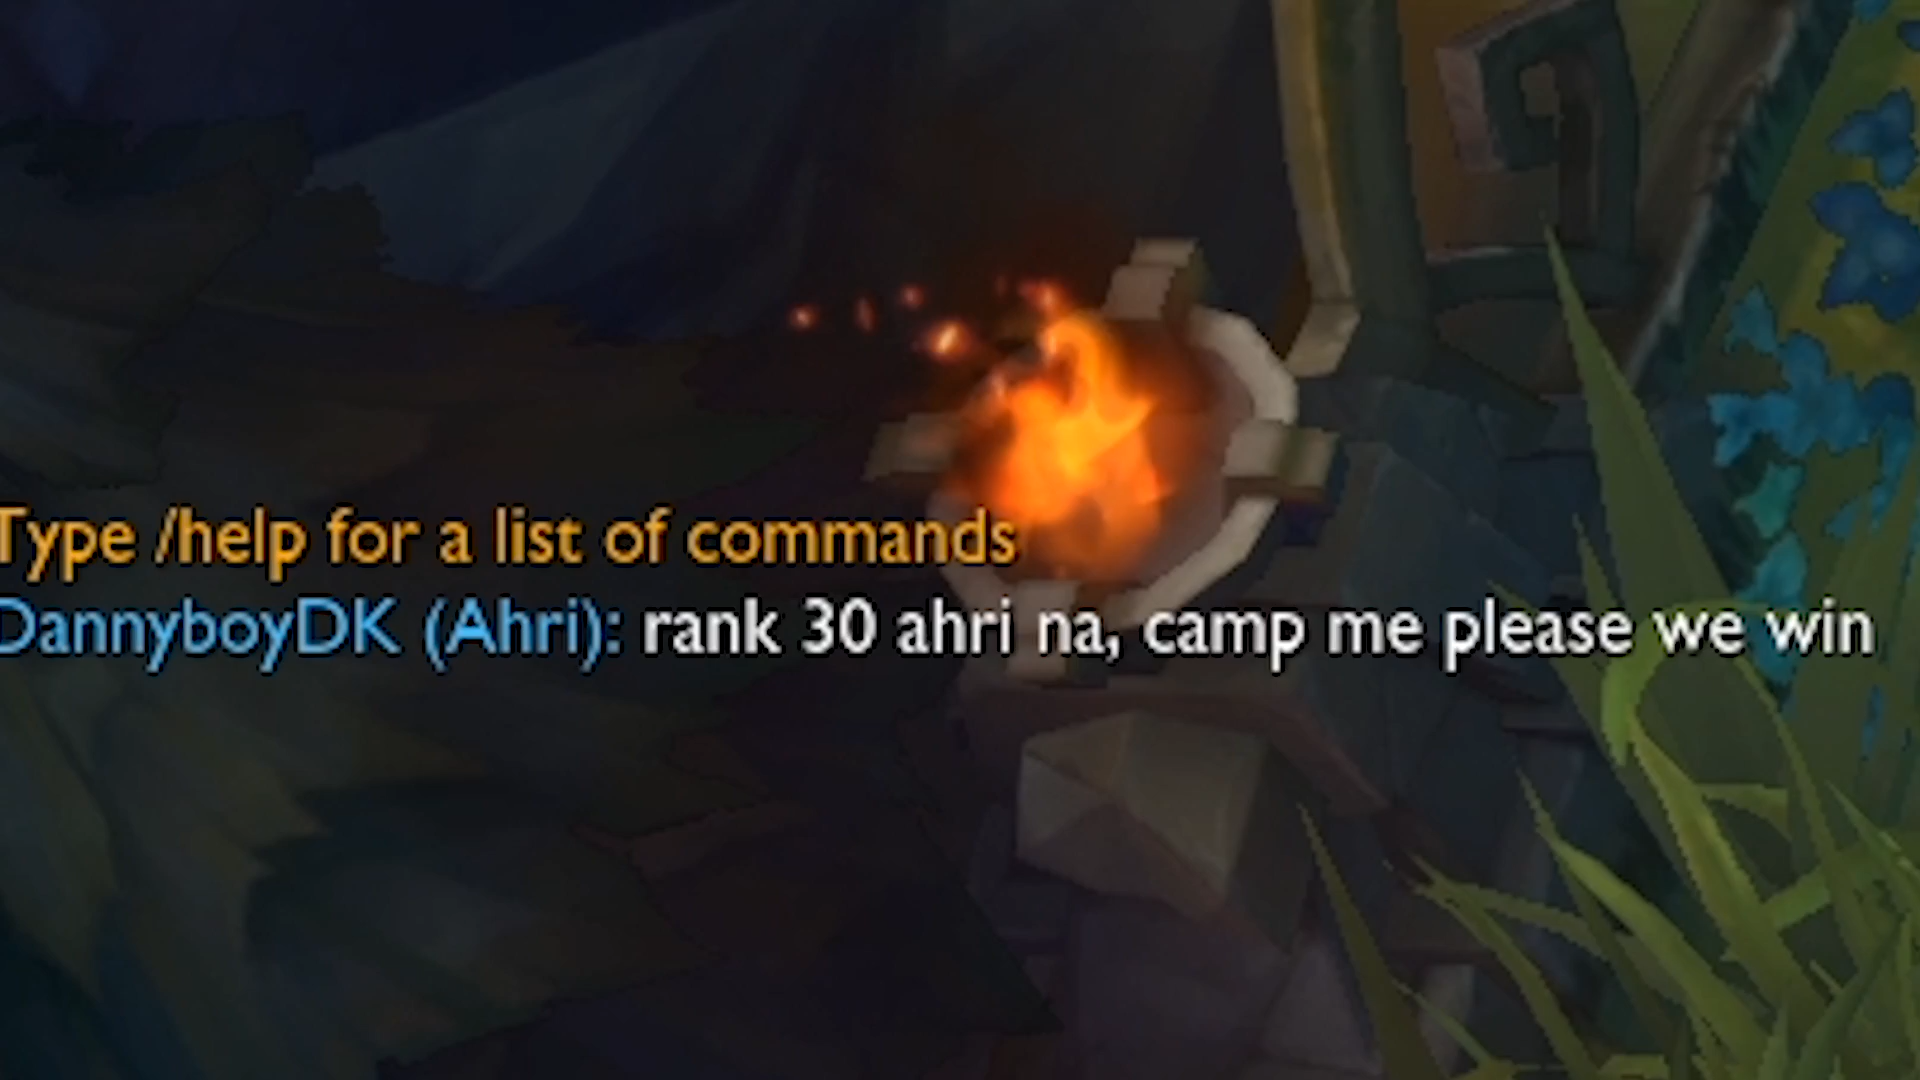 Type /help for a list of commands
DannyboyDK (Ahri): rank 30 ahri na, camp me please we win